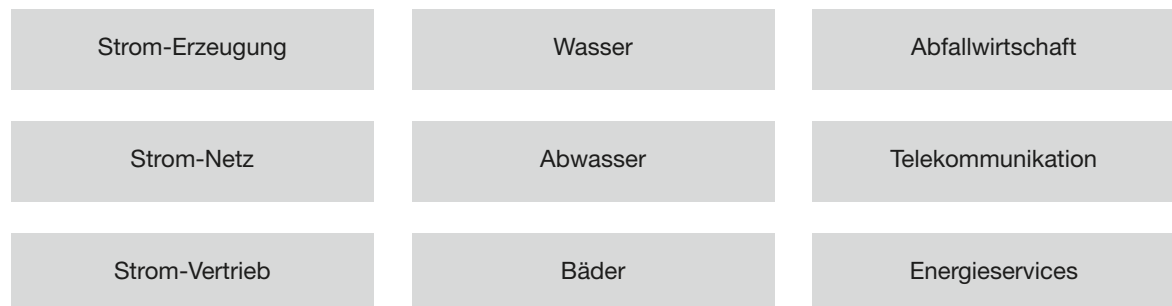 Strom-Erzeugung
Wasser
Abfallwirtschaft
Strom-Netz
Abwasser
Telekommunikation
Strom-Vertrieb
Bäder
Energieservices